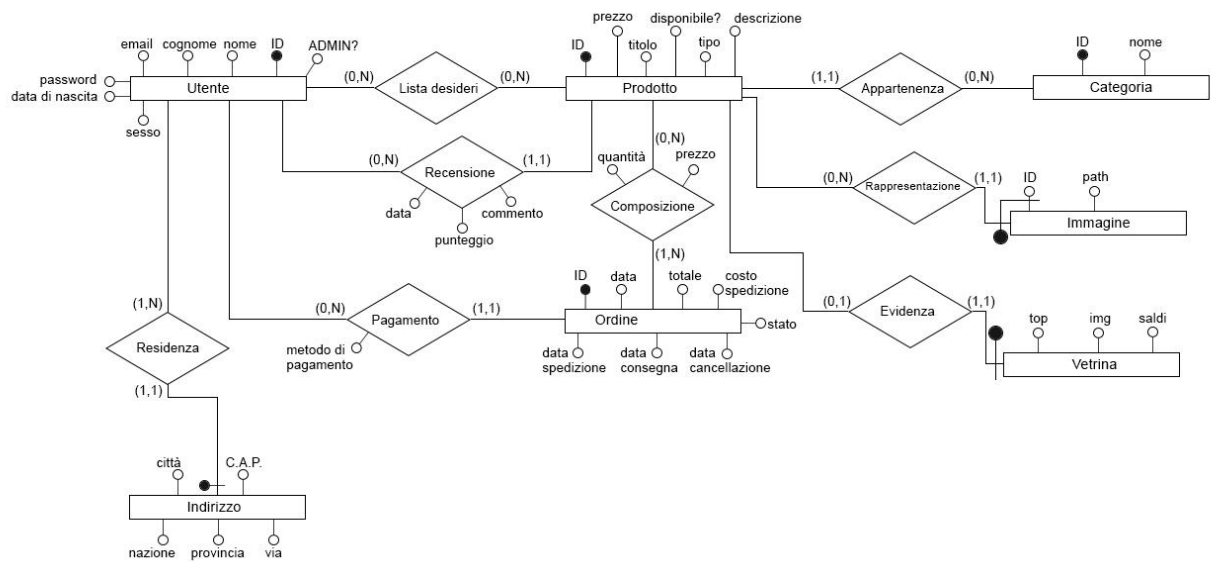 prezzo
disponibile?
descrizione
email
cognome
nome
ID
ADMIN?
ID
titolo
tipo
ID
nome
password
(0,N)
(0,N)
(1,1)
(0,N)
Utente
Lista desideri
Prodotto
Appartenenza
Categoria
data di nascita
sesso
(0,N)
quantità
prezzo
(0,N)
(1,1)
(0,N)
(1,1)
ID
path
Recensione
Rappresentazione
data
commento
Composizione
Immagine
punteggio
(1,N)
ID
data
totale
costo
spedizione
(1,N)
(0,N)
(1,1)
(0,1)
(1,1)
Evidenza
top
img
saldi
Pagamento
Ordine
stato
Residenza
metodo di
pagamento
data
spedizione
data
consegna
data
cancellazione
Vetrina
(1,1)
città
C.A.P.
Indirizzo
nazione
provincia
via